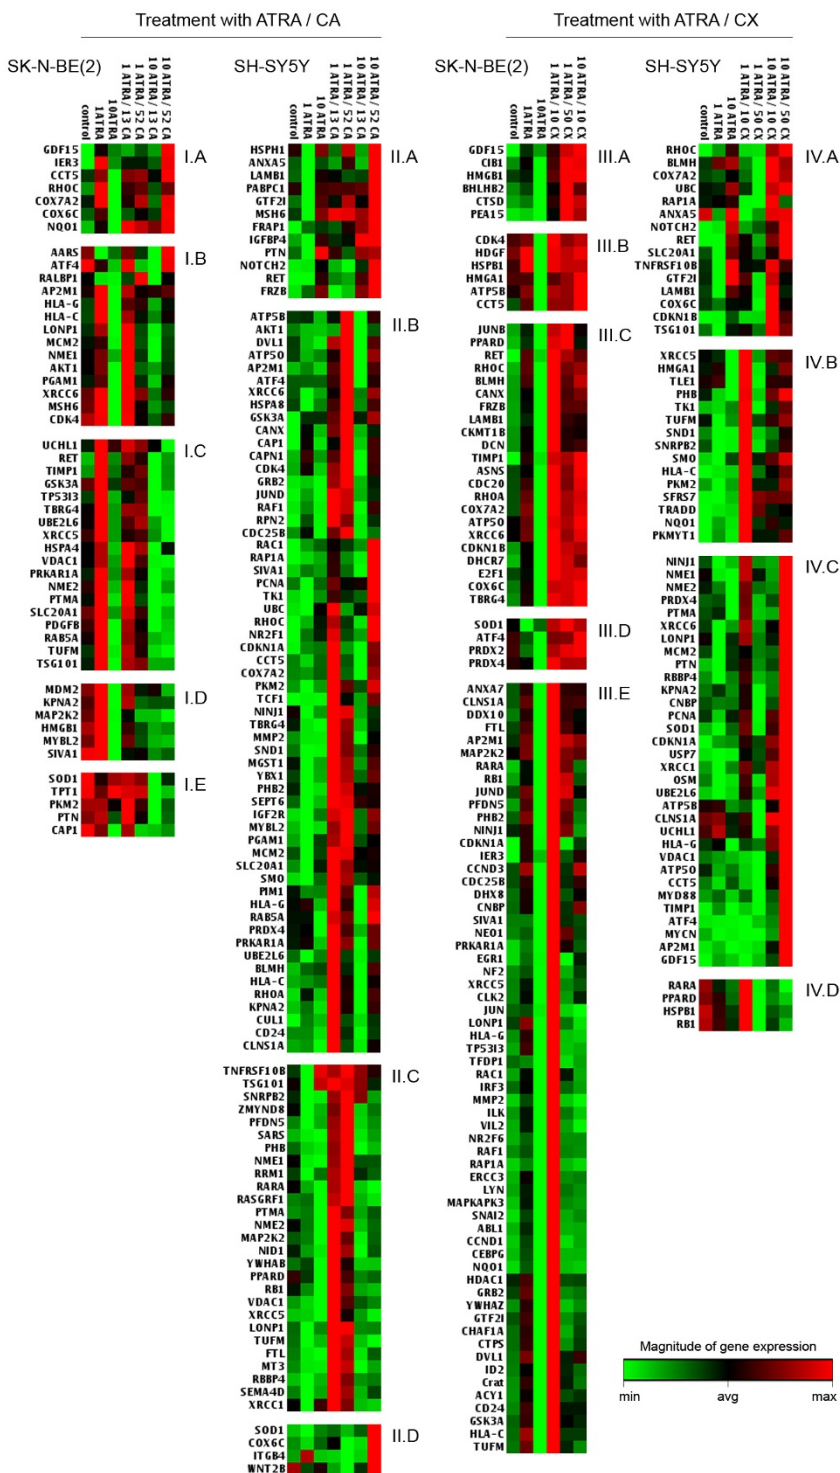 Treatment with ATRA / CA
SK-N-BE(2)
control
1ATRA
10ATRA
1 ATRA / 13 CA
1 ATRA / 52 CA
10 ATRA / 13 CA
10 ATRA / 52 CA
I.A
GDF15
IER3
CCT5
RHOC
COX7A2
COX6C
NQO1
I.B
AARS
ATF4
RALBP1
AP2M1
HLA-G
HLA-C
LONP1
MCM2
NME1
AKT1
PGAM1
XRCC6
MSH6
CDK4
I.C
UCHL1
RET
TIMP1
GSK3A
TP53I3
TBRG4
UBE2L6
XRCC5
HSPA4
VDAC1
PRKAR1A
NME2
PTMA
SLC20A1
PDGFB
RAB5A
TUFM
TSG101
I.D
MDM2
KPNA2
MAP2K2
HMGB1
MYBL2
SIVA1
I.E
SOD1
TPT1
PKM2
PTN
CAP1
SH-SY5Y
control
1 ATRA
10 ATRA
1 ATRA / 13 CA
1 ATRA / 52 CA
10 ATRA / 13 CA
10 ATRA / 52 CA
II.A
HSPH1
ANXA5
LAMB1
PABPC1
GTF2I
MSH6
FRAP1
IGFBP4
PTN
NOTCH2
RET
FRZB
II.B
ATP5B
AKT1
DVL1
ATP5O
AP2M1
ATF4
XRCC6
HSPA8
GSK3A
CANX
CAP1
CAPN1
CDK4
GRB2
JUND
RAF1
RPN2
CDC25B
RAC1
RAP1A
SIVA1
PCNA
TK1
UBC
RHOC
NR2F1
CDKN1A
CCT5
COX7A2
PKM2
TCF1
NINJ1
TBRG4
MMP2
SND1
MGST1
YBX1
PHB2
SEPT6
IGF2R
MYBL2
PGAM1
MCM2
SLC20A1
SMO
PIM1
HLA-G
RAB5A
PRDX4
PRKAR1A
UBE2L6
BLMH
HLA-C
RHOA
KPNA2
CUL1
CD24
CLNS1A
II.C
TNFRSF10B
TSG101
SNRPB2
ZMYND8
PFDN5
SARS
PHB
NME1
RRM1
RARA
RASGRF1
PTMA
NME2
MAP2K2
NID1
YWHAB
PPARD
RB1
VDAC1
XRCC5
LONP1
TUFM
FTL
MT3
RBBP4
SEMA4D
XRCC1
II.D
SOD1
COX6C
ITGB4
WNT2B
Treatment with ATRA / CX
SK-N-BE(2)
control
1ATRA
10ATRA
1 ATRA / 10 CX
1 ATRA / 50 CX
10 ATRA / 10 CX
III.A
GDF15
CIB1
HMGB1
BHLHB2
CTSD
PEA15
III.B
CDK4
HDGF
HSPB1
HMGA1
ATP5B
CCT5
III.C
JUNB
PPARD
RET
RHOC
BLMH
CANX
FRZB
LAMB1
CKMT1B
DCN
TIMP1
ASNS
CDC20
RHOA
COX7A2
ATP5O
XRCC6
CDKN1B
DHCR7
E2F1
COX6C
TBRG4
III.D
SOD1
ATF4
PRDX2
PRDX4
III.E
ANXA7
CLNS1A
DDX10
FTL
AP2M1
MAP2K2
RARA
RB1
JUND
PFDN5
PHB2
NINJ1
CDKN1A
IER3
CCND3
CDC25B
DHX8
CNBP
SIVA1
NEO1
PRKAR1A
EGR1
NF2
XRCC5
CLK2
JUN
LONP1
HLA-G
TP53I3
TFDP1
RAC1
IRF3
MMP2
ILK
VIL2
NR2F6
RAF1
RAP1A
ERCC3
LYN
MAPKAPK3
SNAI2
ABL1
CCND1
CEBPG
NQO1
HDAC1
GRB2
YWHAZ
GTF2I
CHAF1A
CTPS
DVL1
ID2
Crat
ACY1
CD24
GSK3A
HLA-C
TUFM
SH-SY5Y
control
1 ATRA
10 ATRA
1 ATRA / 10 CX
1 ATRA / 50 CX
10 ATRA / 10 CX
10 ATRA / 50 CX
IV.A
RHOC
BLMH
COX7A2
UBC
RAP1A
ANXA5
NOTCH2
RET
SLC20A1
TNFRSF10B
GTF2I
LAMB1
COX6C
CDKN1B
TSG101
IV.B
XRCC5
HMGA1
TLE1
PHB
TK1
TUFM
SND1
SNRPB2
SMO
HLA-C
PKM2
SFRS7
TRADD
NQO1
PKMYT1
IV.C
NINJ1
NME1
NME2
PRDX4
PTMA
XRCC6
LONP1
MCM2
PTN
RBBP4
KPNA2
CNBP
PCNA
SOD1
CDKN1A
USP7
XRCC1
OSM
UBE2L6
ATP5B
CLNS1A
UCHL1
HLA-G
VDAC1
ATP5O
CCT5
MYD88
TIMP1
ATF4
MYCN
AP2M1
GDF15
IV.D
RARA
PPARD
HSPB1
RB1
Magnitude of gene expression
min avg max